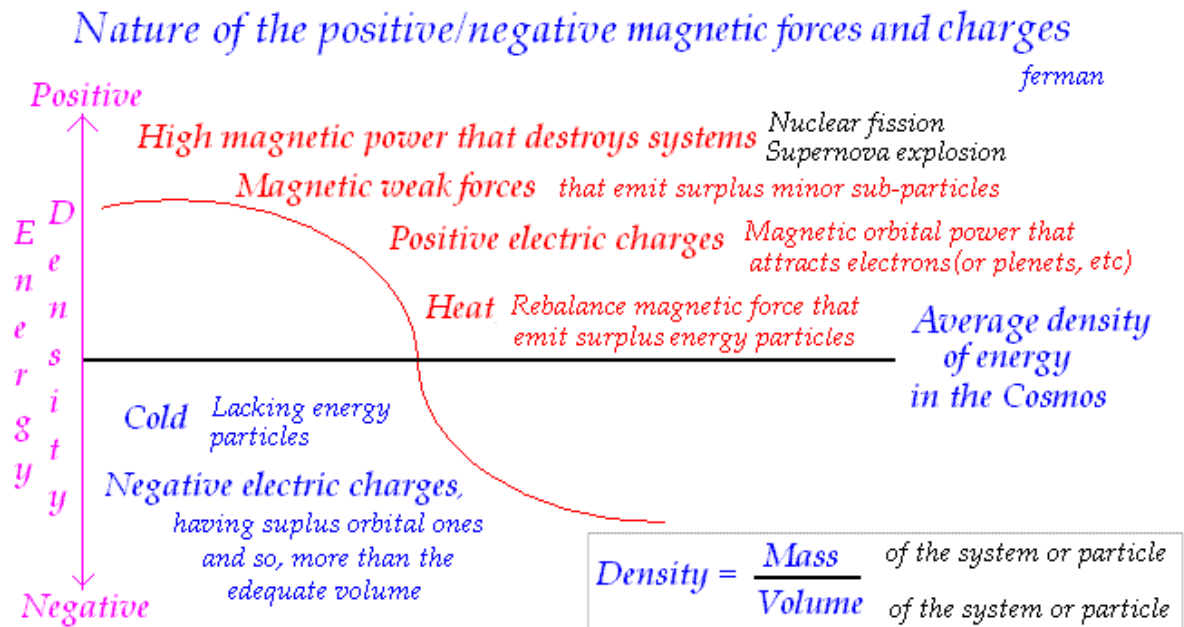 Nature of the positive/negative magnetic forces and charges
ferman
Positive
High magnetic power that destroys systems
Nuclear fission
Supernova explosion
Magnetic weak forces that emit surplus minor sub-particles
Energy
Density
Positive electric charges
Magnetic orbital power that
attracts electrons(or plenets, etc)
Heat
Rebalance magnetic force that
emit surplus energy particles
Average density
of energy
in the Cosmos
Cold
Lacking energy
particles
Negative electric charges,
having suplus orbital ones
and so, more than the
edequate volume
Negative
Density = Mass of the system or particle
Volume of the system or particle